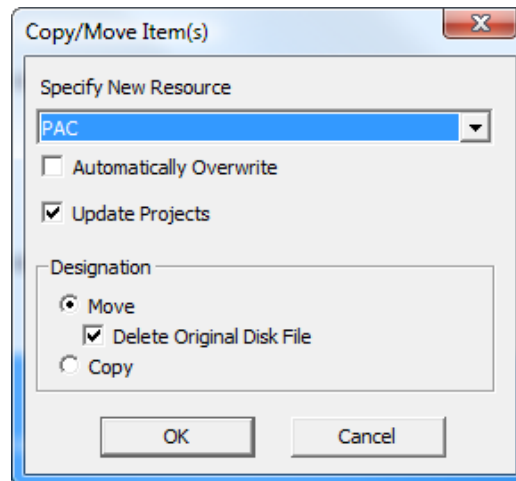 Copy/Move Item(s)
Specify New Resource
PAC
Automatically Overwrite
Update Projects
Designation
Move
Delete Original Disk File
Copy
OK
Cancel